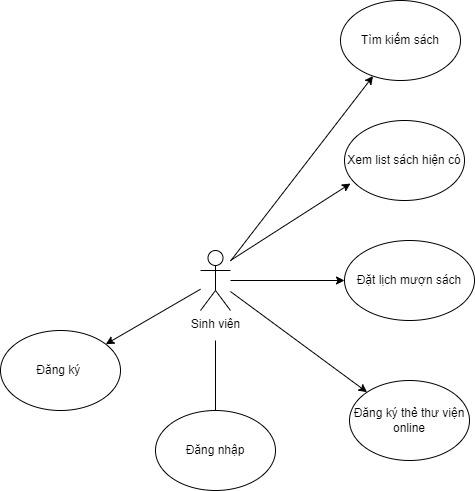 Tìm kiếm sách
Xem list sách hiện có
Đặt lịch mượn sách
Sinh viên
Đăng ký
Đăng ký thẻ thư viện
online
Đăng nhập